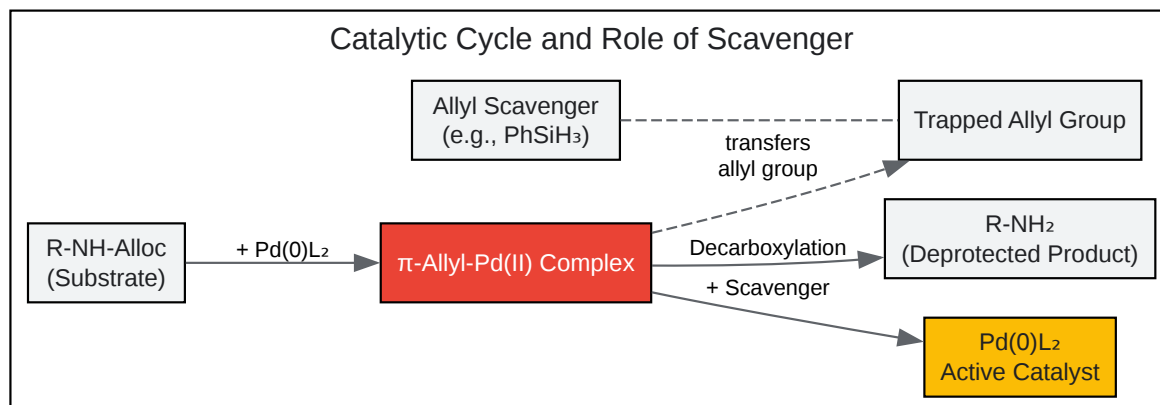 Catalytic Cycle and Role of Scavenger
Allyl Scavenger
(e.g., PhSiH₃)
Trapped Allyl Group
transfers
allyl group
R-NH-Alloc
(Substrate)
+ Pd(0)L₂
π-Allyl-Pd(II) Complex
Decarboxylation
R-NH₂
(Deprotected Product)
+ Scavenger
Pd(0)L₂
Active Catalyst